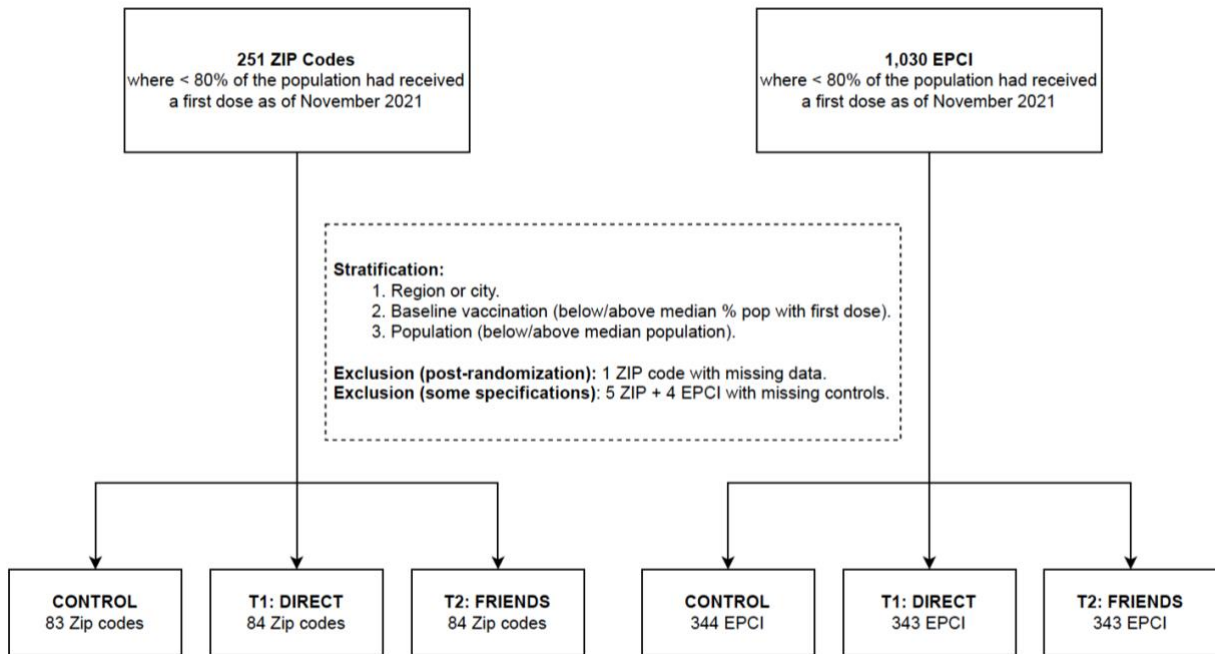 251 ZIP Codes
where < 80% of the population had received
a first dose as of November 2021
1,030 EPCI
where < 80% of the population had received
a first dose as of November 2021
Stratification:
1. Region or city.
2. Baseline vaccination (below/above median % pop with first dose).
3. Population (below/above median population).
Exclusion (post-randomization): 1 ZIP code with missing data.
Exclusion (some specifications): 5 ZIP + 4 EPCI with missing controls.
CONTROL
83 Zip codes
T1: DIRECT
84 Zip codes
T2: FRIENDS
84 Zip codes
CONTROL
344 EPCI
T1: DIRECT
343 EPCI
T2: FRIENDS
343 EPCI